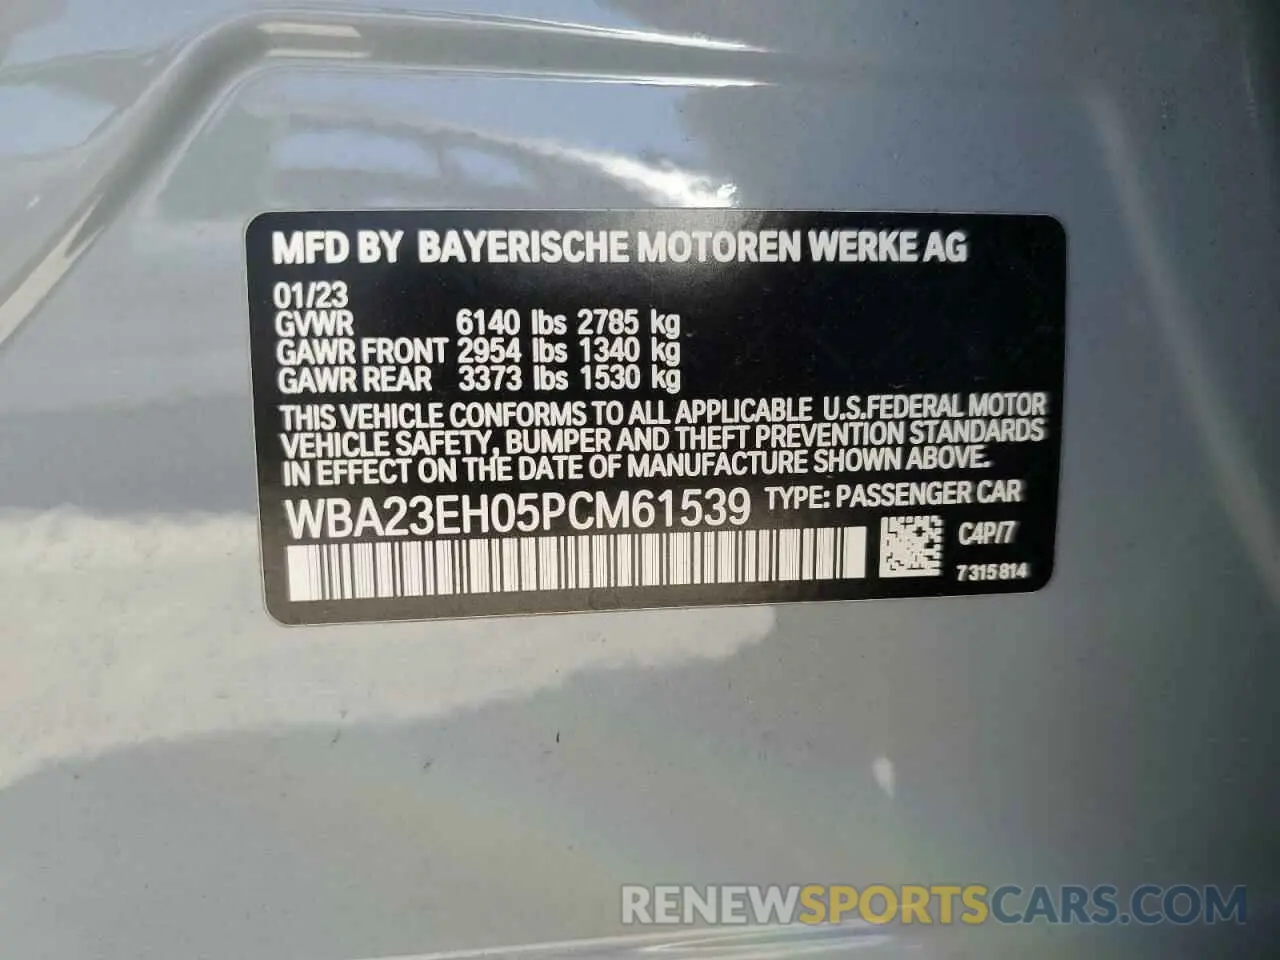 MFD BY BAYERISCHE MOTOREN WERKE AG
01/23
GVWR 6140 lbs 2785 kg
GAWR FRONT 2954 lbs 1340 kg
GAWR REAR 3373 lbs 1530 kg
THIS VEHICLE CONFORMS TO ALL APPLICABLE U.S.FEDERAL MOTOR
VEHICLE SAFETY, BUMPER AND THEFT PREVENTION STANDARDS
IN EFFECT ON THE DATE OF MANUFACTURE SHOWN ABOVE.
WBA23EH05PCM61539 TYPE: PASSENGER CAR
C4P/7
7315814
RENEWSPORTSCARS.COM